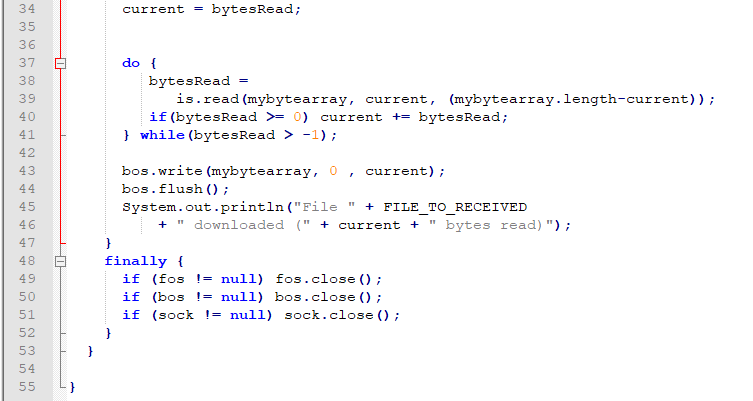 34 current = bytesRead;
35
36
37 do {
38 bytesRead =
39 is.read(mybytearray, current, (mybytearray.length-current));
40 if(bytesRead >= 0) current += bytesRead;
41 } while(bytesRead > -1);
42
43 bos.write(mybytearray, 0 , current);
44 bos.flush();
45 System.out.println("File " + FILE_TO_RECEIVED
46 + " downloaded (" + current + " bytes read)");
47 }
48 finally {
49 if (fos != null) fos.close();
50 if (bos != null) bos.close();
51 if (sock != null) sock.close();
52 }
53 }
54
55 }